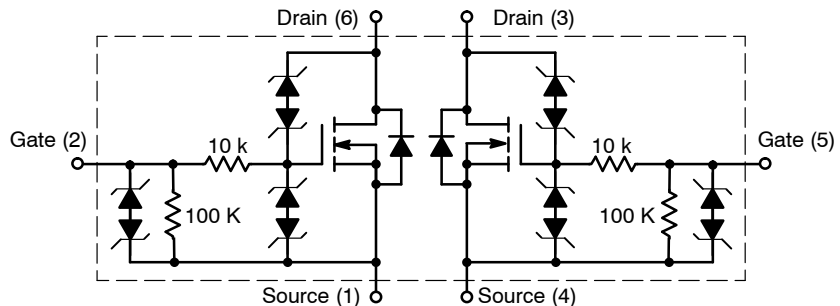 Drain (6)
Drain (3)
Gate (2)
10 k
10 k
Gate (5)
100 K
100 K
Source (1)
Source (4)